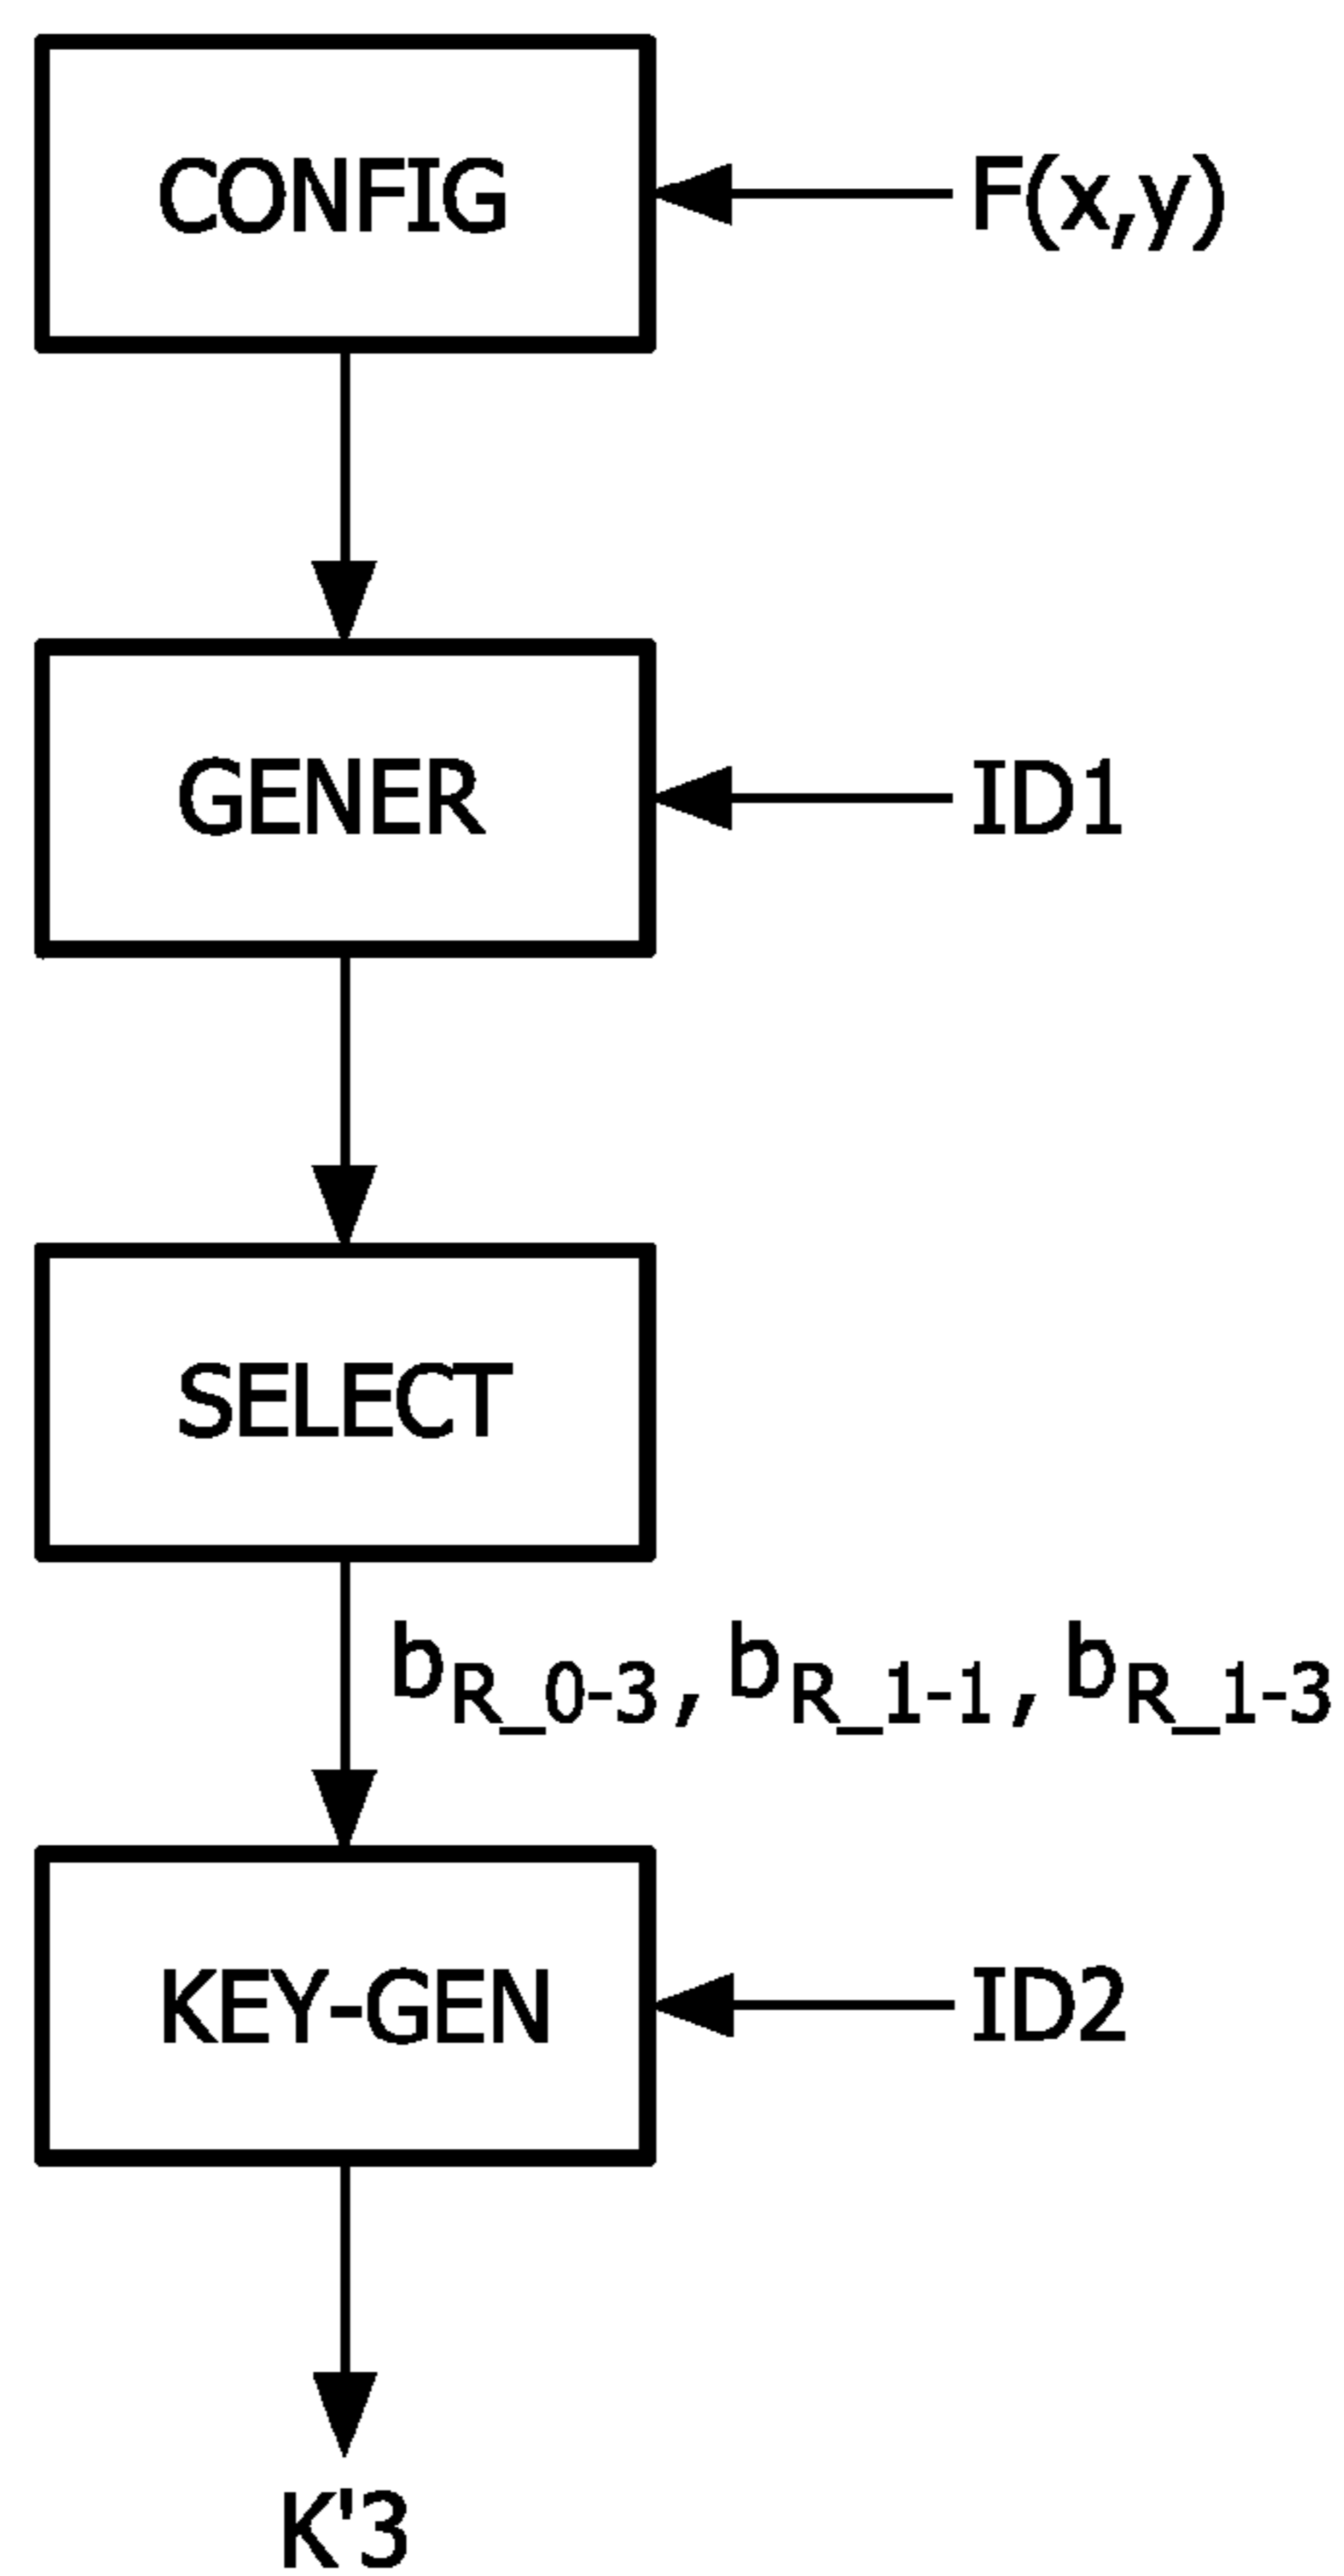 CONFIG
F(x,y)
GENER
ID1
SELECT
bR_0-3, bR_1-1, bR_1-3
KEY-GEN
ID2
K'3